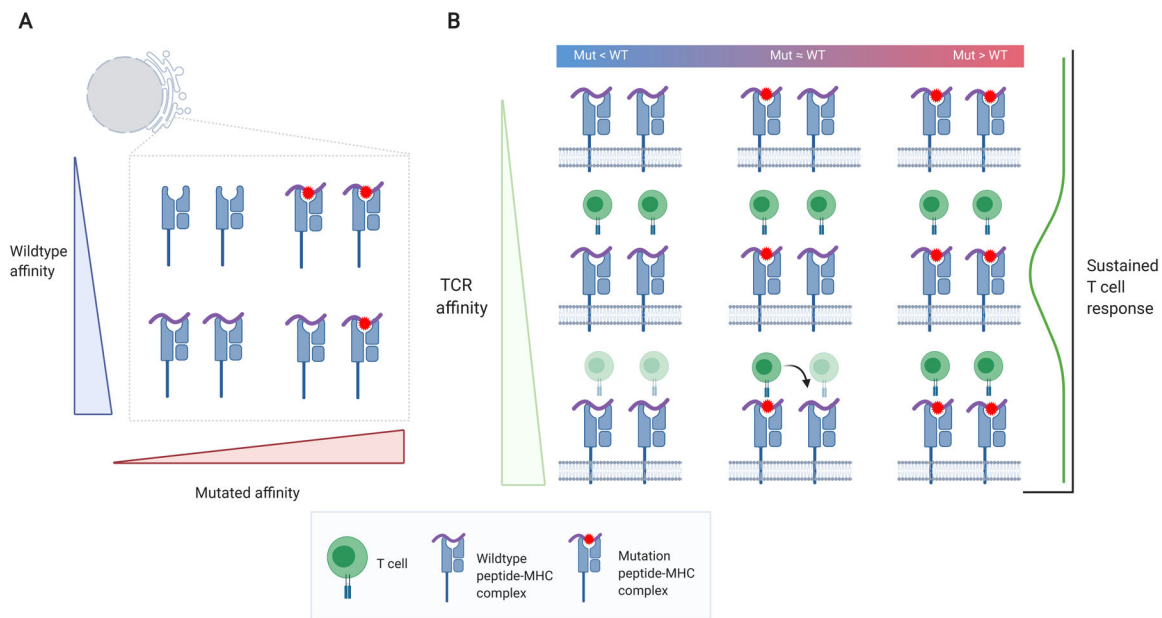 A
B
Mut < WT
Mut ≈ WT
Mut > WT
Wildtype
affinity
TCR
affinity
Sustained
T cell
response
Mutated affinity
T cell
Wildtype
peptide-MHC
complex
Mutation
peptide-MHC
complex